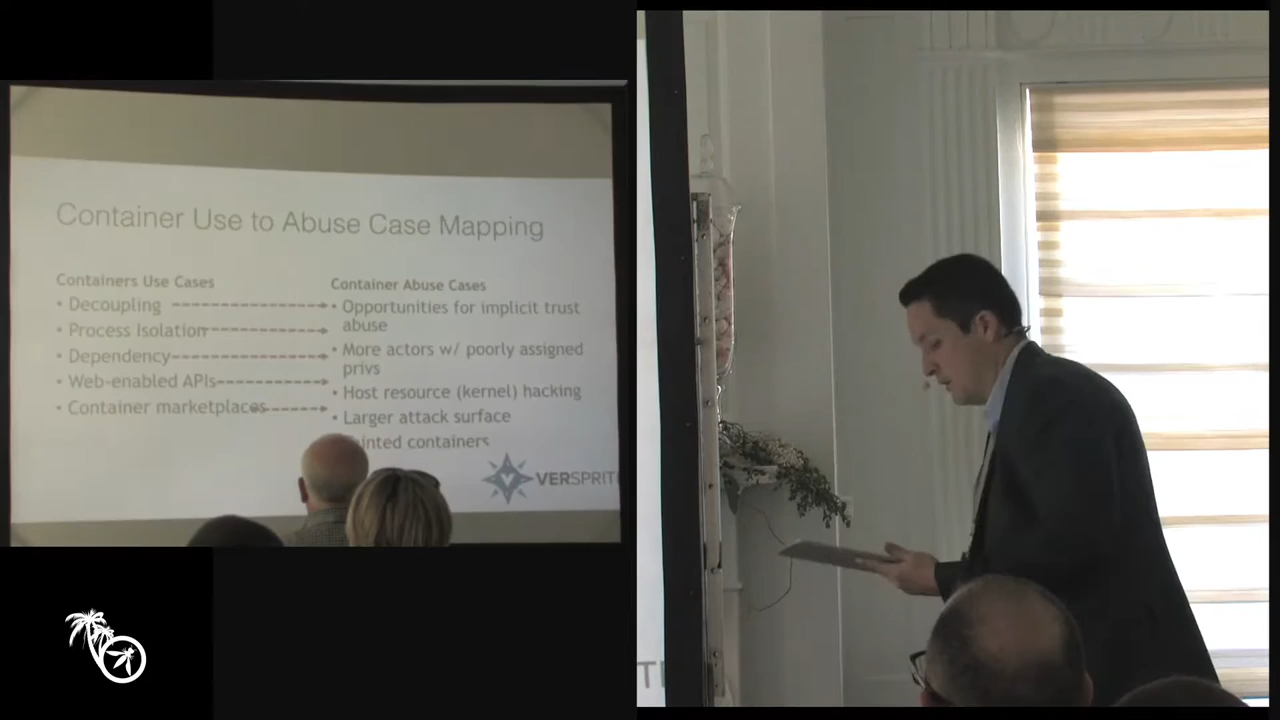 Container Use to Abuse Case Mapping
Containers Use Cases
• Decoupling
• Process Isolation
• Dependency
• Web-enabled APIs
• Container marketplaces
Container Abuse Cases
• Opportunities for implicit trust
abuse
• More actors w/ poorly assigned
privs
• Host resource (kernel) hacking
• Larger attack surface
containers
VERSPRIT